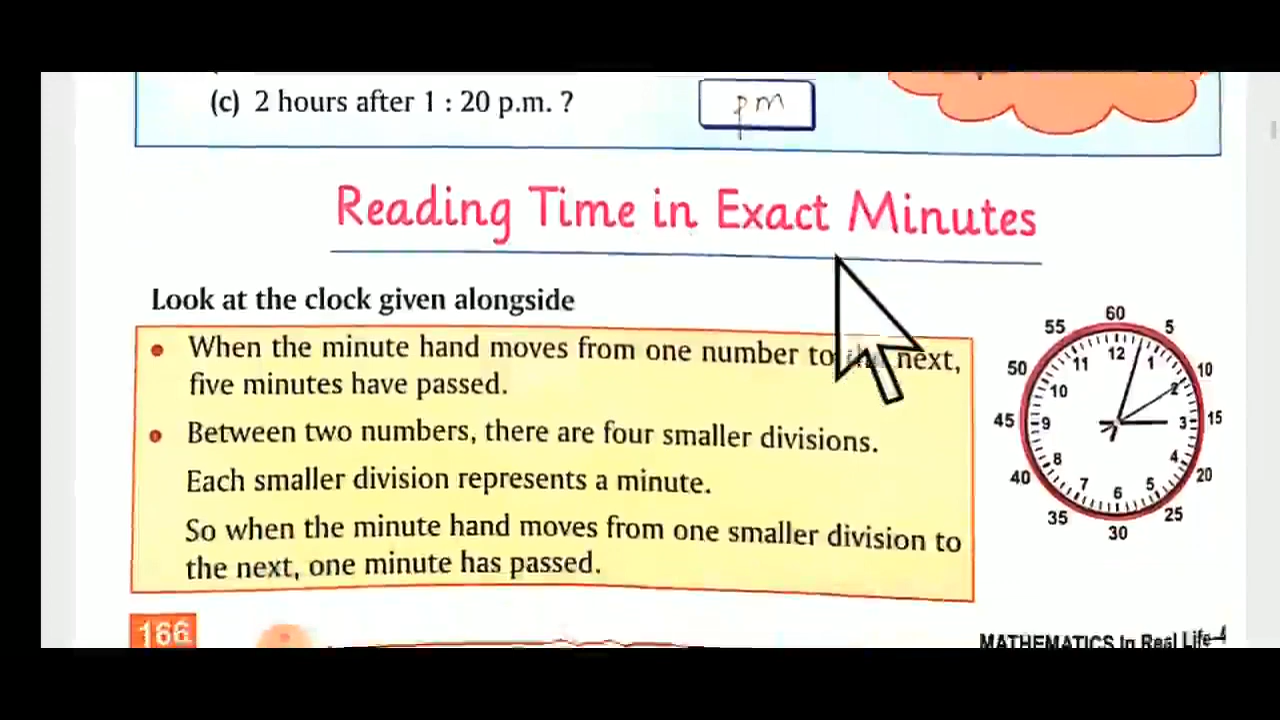 (c) 2 hours after 1 : 20 p.m. ?
pm
Reading Time in Exact Minutes
Look at the clock given alongside
• When the minute hand moves from one number to the next,
five minutes have passed.
• Between two numbers, there are four smaller divisions.
Each smaller division represents a minute.
So when the minute hand moves from one smaller division to
the next, one minute has passed.
60
55 5
12
11 1
50 10
10 2
45 9 3 15
8 4
40 20
7 5
6
35 25
30
166
MATHEMATICS In Real Life-4